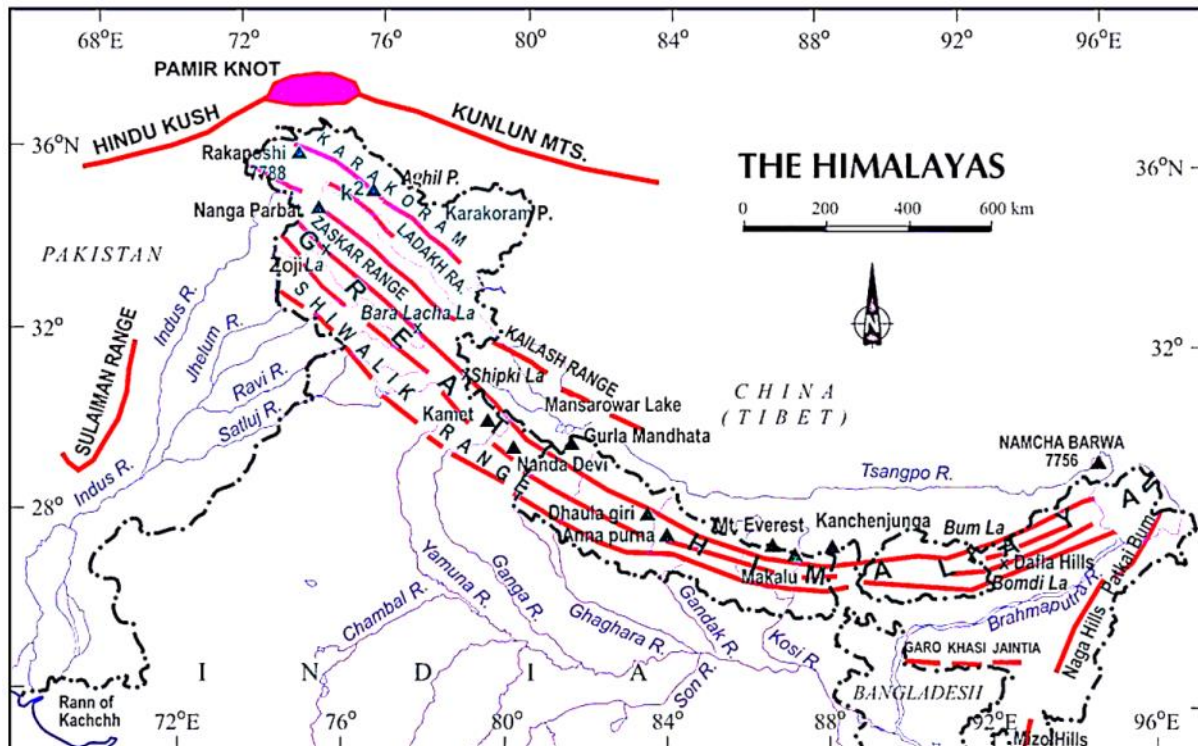 68°E 72° 76° 80° 84° 88° 92° 96°E
PAMIR KNOT
HINDU KUSH
KUNLUN MTS.
36°N
36°N
THE HIMALAYAS
0 200 400 600 km
N
Rakaposhi
7788
KARAKORAM
K2
Aghil P.
Karakoram P.
Nanga Parbat
LADAKH RA.
ZASKAR RANGE
PAKISTAN
Zoji La
GREAT HIMALAYA
Bara Lacha La
SHIWALIK RANGE
32°
32°
Indus R.
Jhelum R.
Ravi R.
Satluj R.
SULAIMAN RANGE
Indus R.
KAILASH RANGE
Shipki La
Mansarowar Lake
CHINA
(TIBET)
Kamet
Gurla Mandhata
Nanda Devi
NAMCHA BARWA
7756
Tsangpo R.
28°
28°
Dhaula giri
Anna purna
Mt. Everest
Kanchenjunga
Makalu
Bum La
Dafla Hills
Bomdi La
Patkai Bum
Brahmaputra R.
Naga Hills
Yamuna R.
Ganga R.
Chambal R.
Ghaghara R.
Gandak R.
Kosi R.
Son R.
INDIA
GARO KHASI JAINTIA
BANGLADESH
Mizo Hills
Rann of
Kachchh
72°E 76° 80° 84° 88° 92°E 96°E